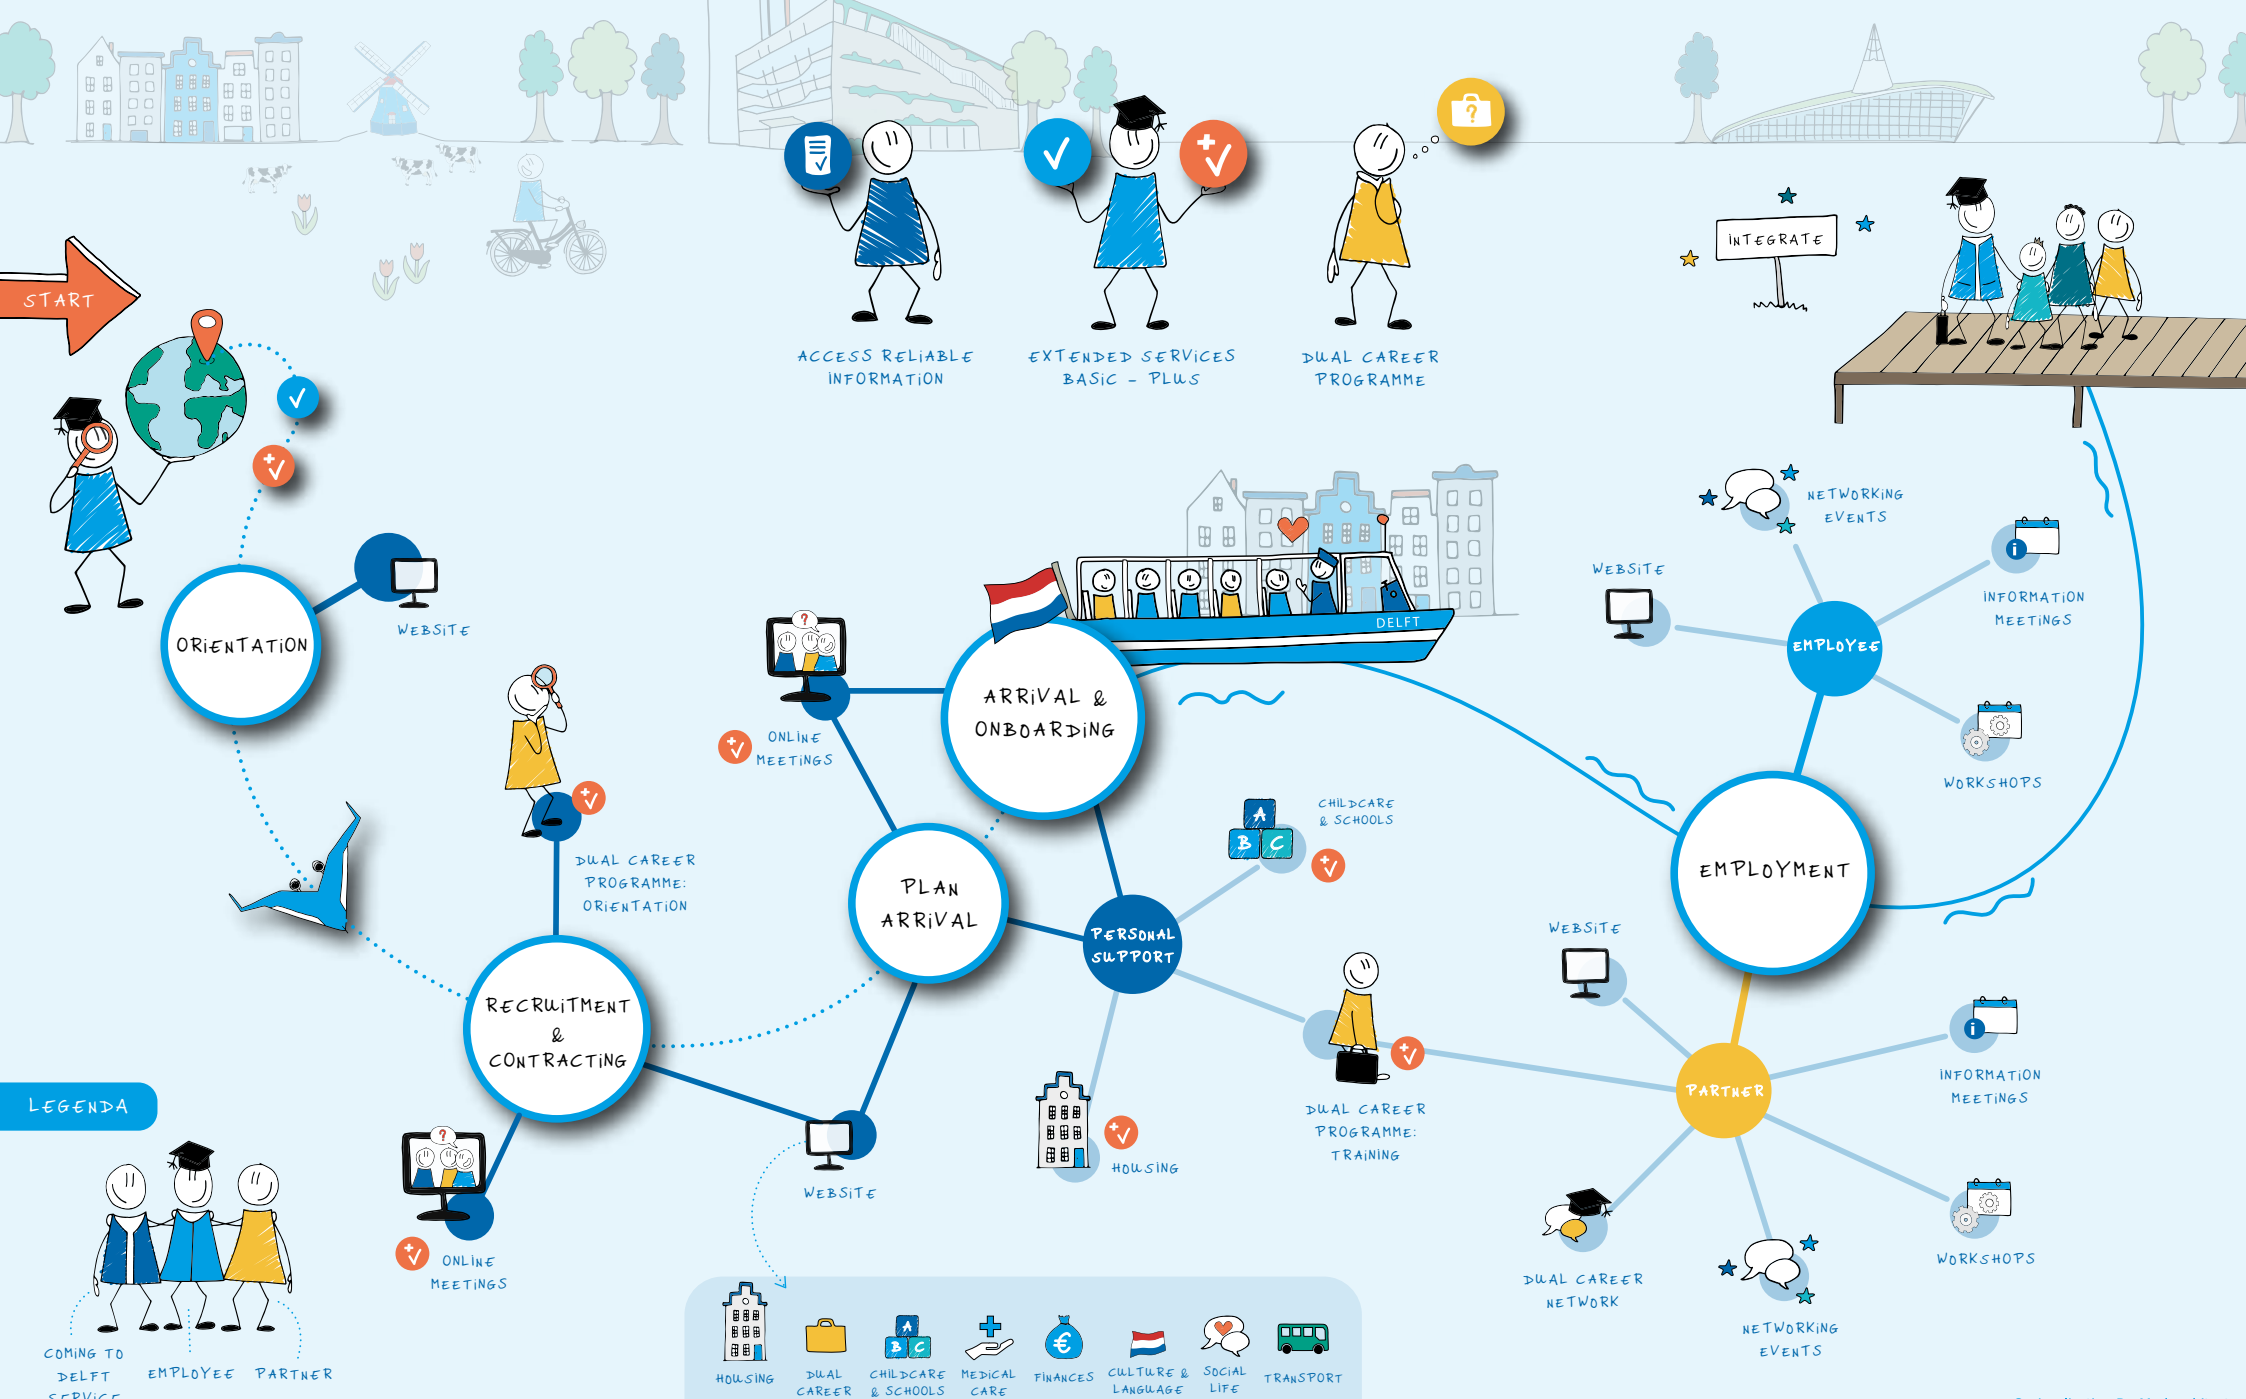 START
ACCESS RELIABLE
INFORMATION
EXTENDED SERVICES
BASIC - PLUS
DUAL CAREER
PROGRAMME
INTEGRATE
ORIENTATION
WEBSITE
DELFT
NETWORKING
EVENTS
WEBSITE
INFORMATION
MEETINGS
EMPLOYEE
WORKSHOPS
ONLINE
MEETINGS
ARRIVAL &
ONBOARDING
CHILDCARE
& SCHOOLS
A
B C
DUAL CAREER
PROGRAMME:
ORIENTATION
PLAN
ARRIVAL
PERSONAL
SUPPORT
EMPLOYMENT
WEBSITE
RECRUITMENT
&
CONTRACTING
INFORMATION
MEETINGS
PARTNER
DUAL CAREER
PROGRAMME:
TRAINING
HOUSING
WEBSITE
LEGENDA
ONLINE
MEETINGS
DUAL CAREER
NETWORK
NETWORKING
EVENTS
WORKSHOPS
COMING TO
DELFT
SERVICE
EMPLOYEE
PARTNER
A
B C
€
HOUSING
DUAL
CAREER
CHILDCARE
& SCHOOLS
MEDICAL
CARE
FINANCES
CULTURE &
LANGUAGE
SOCIAL
LIFE
TRANSPORT